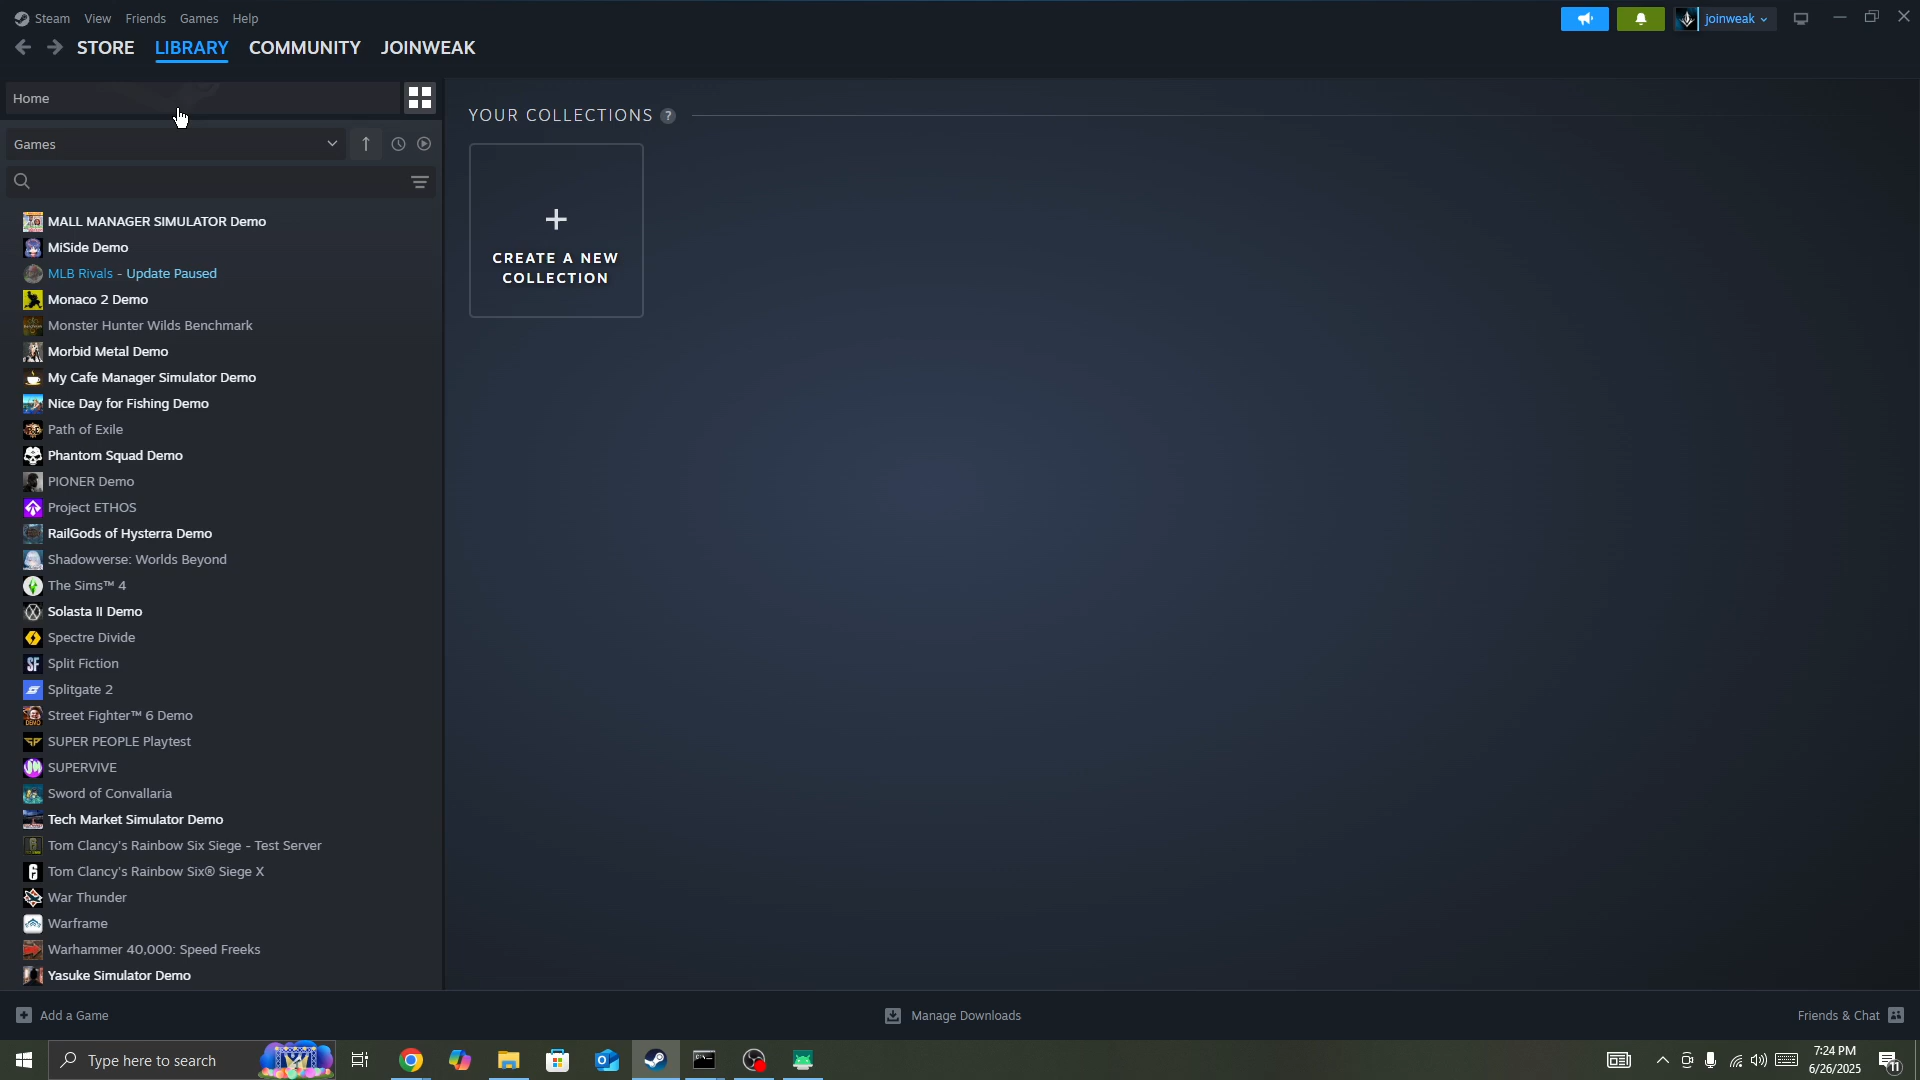 Steam View Friends Games Help
joinweak
STORE LIBRARY COMMUNITY JOINWEAK
Home
YOUR COLLECTIONS ?
Games
CREATE A NEW
COLLECTION
MALL MANAGER SIMULATOR Demo
MiSide Demo
MLB Rivals - Update Paused
Monaco 2 Demo
Monster Hunter Wilds Benchmark
Morbid Metal Demo
My Cafe Manager Simulator Demo
Nice Day for Fishing Demo
Path of Exile
Phantom Squad Demo
PIONER Demo
Project ETHOS
RailGods of Hysterra Demo
Shadowverse: Worlds Beyond
The Sims™ 4
Solasta II Demo
Spectre Divide
Split Fiction
Splitgate 2
Street Fighter™ 6 Demo
SUPER PEOPLE Playtest
SUPERVIVE
Sword of Convallaria
Tech Market Simulator Demo
Tom Clancy's Rainbow Six Siege - Test Server
Tom Clancy's Rainbow Six® Siege X
War Thunder
Warframe
Warhammer 40,000: Speed Freeks
Yasuke Simulator Demo
Add a Game
Manage Downloads
Friends & Chat
Type here to search
7:24 PM
6/26/2025
11